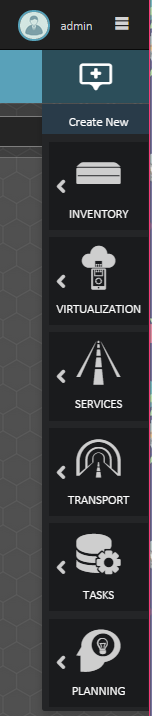 admin
Create New
INVENTORY
VIRTUALIZATION
SERVICES
TRANSPORT
TASKS
PLANNING